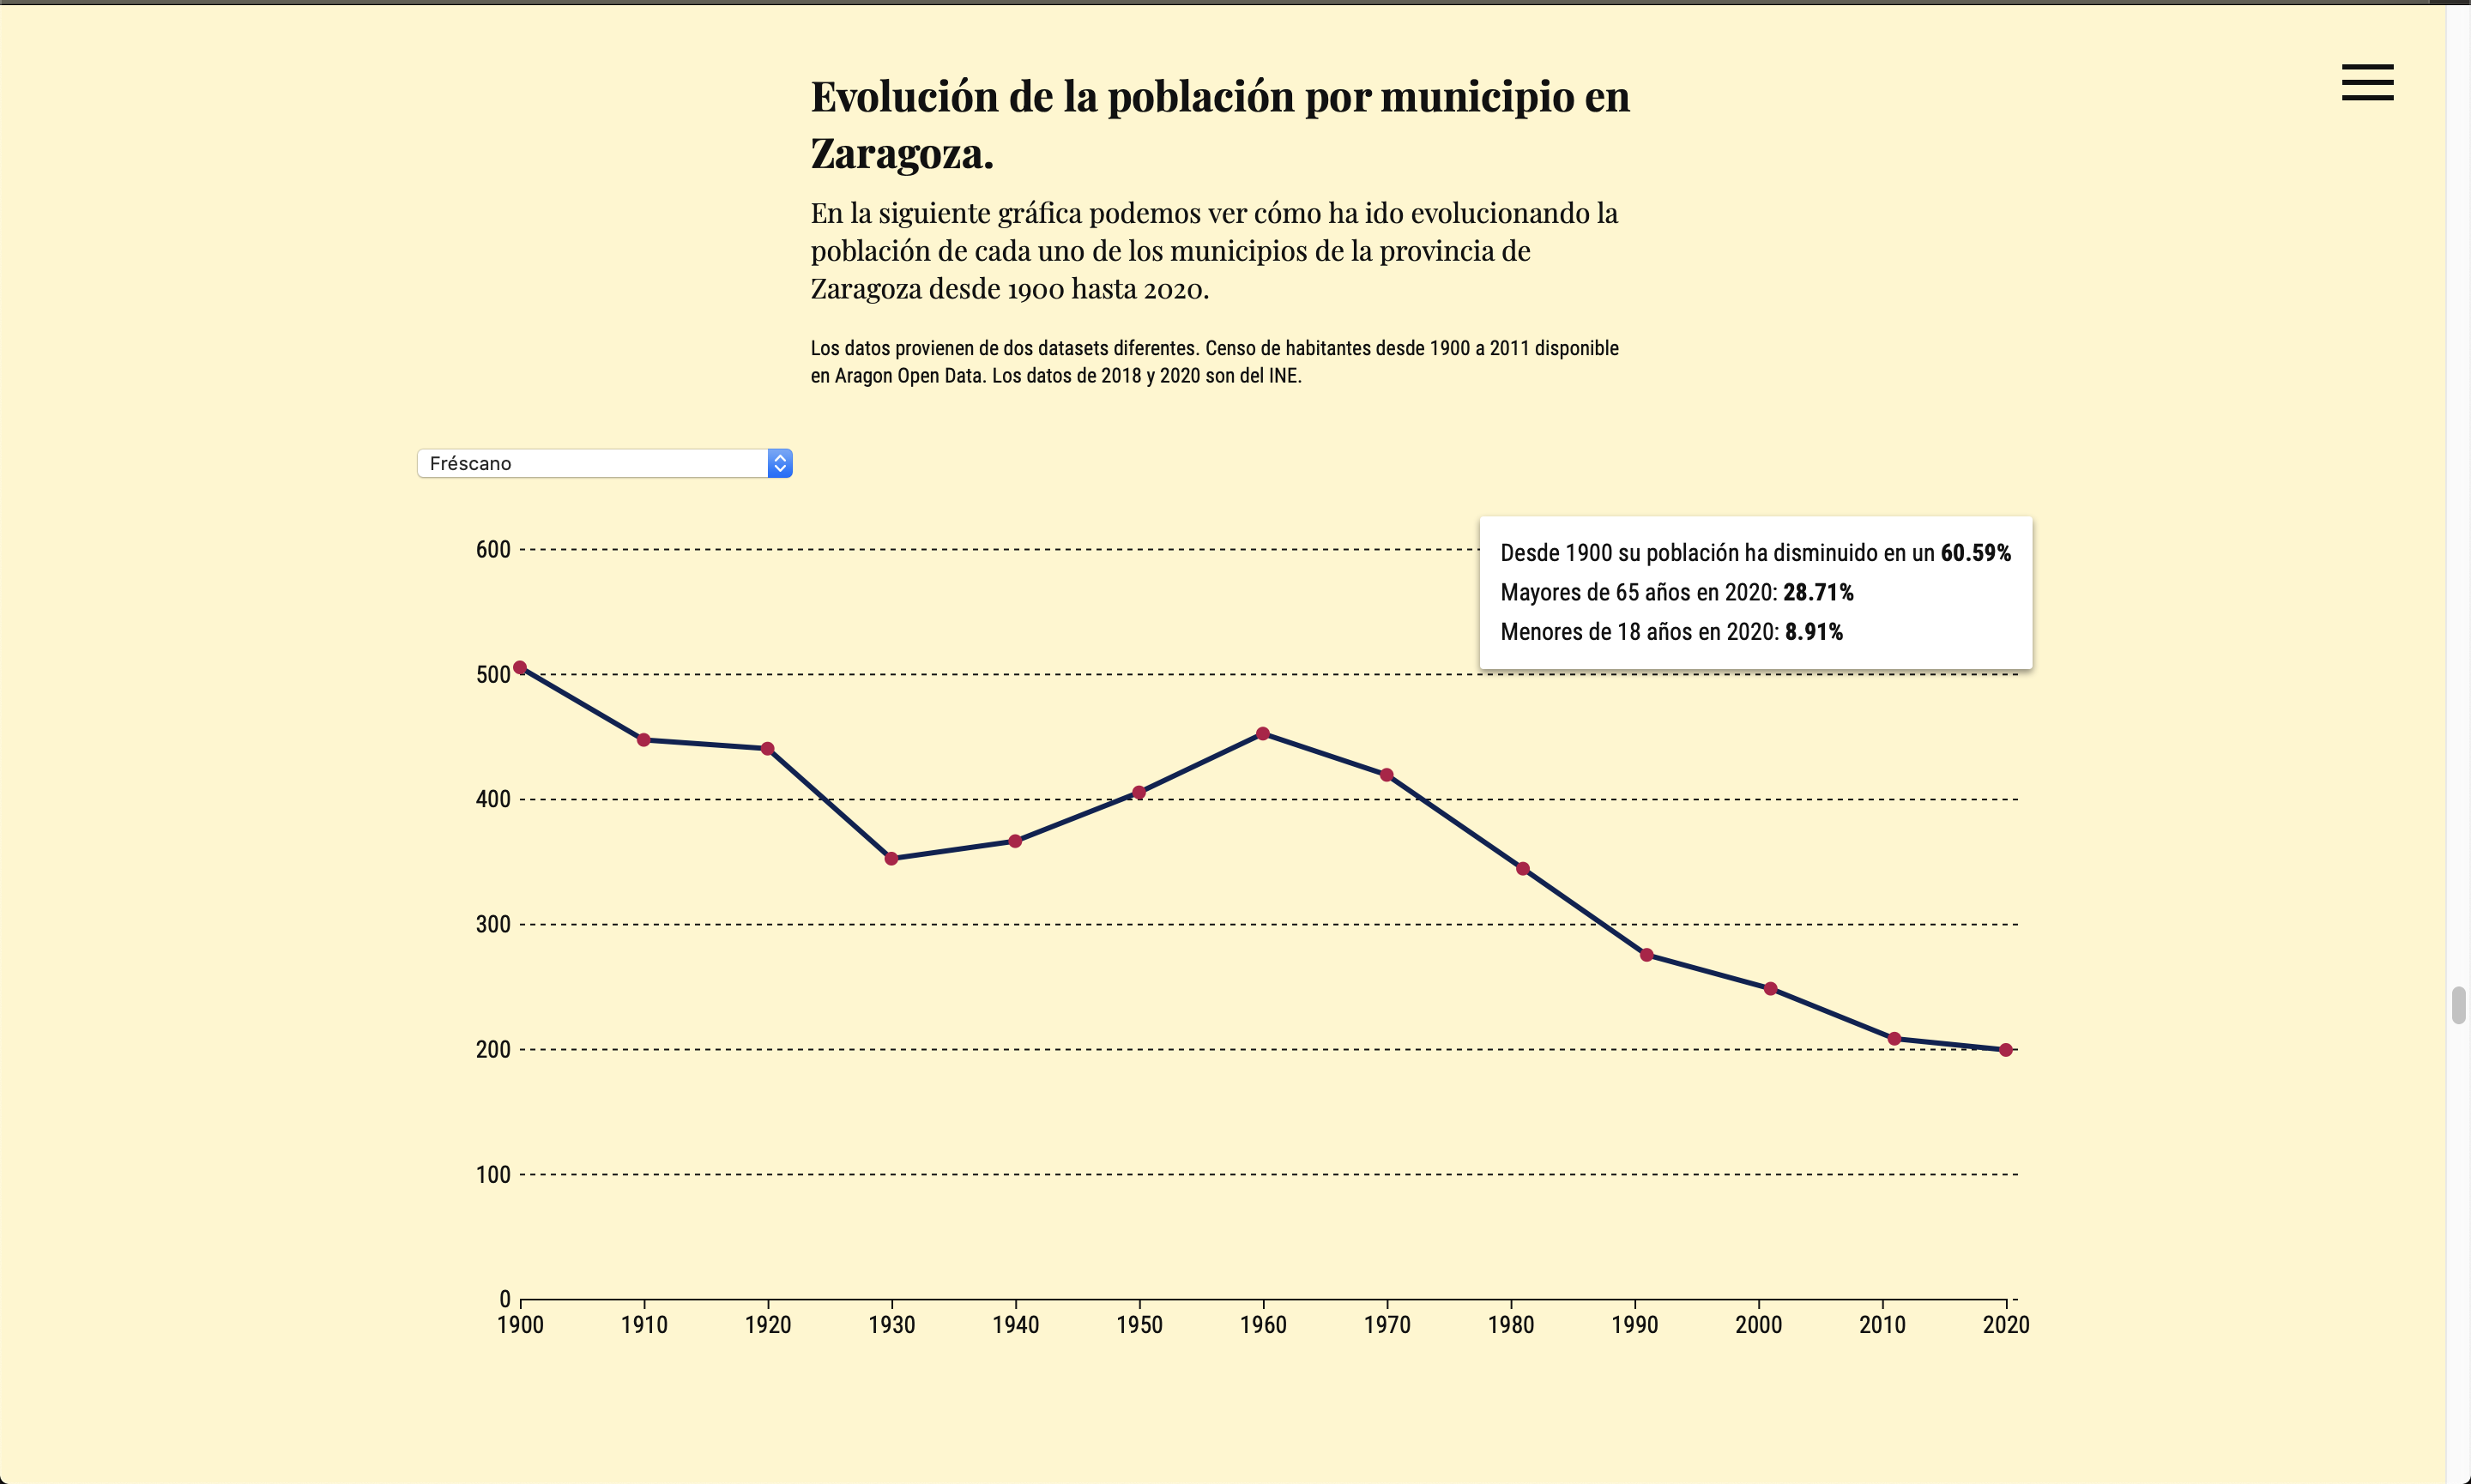 Evolución de la población por municipio en
Zaragoza.
En la siguiente gráfica podemos ver cómo ha ido evolucionando la
población de cada uno de los municipios de la provincia de
Zaragoza desde 1900 hasta 2020.
Los datos provienen de dos datasets diferentes. Censo de habitantes desde 1900 a 2011 disponible
en Aragon Open Data. Los datos de 2018 y 2020 son del INE.
Fréscano
Desde 1900 su población ha disminuido en un 60.59%
Mayores de 65 años en 2020: 28.71%
Menores de 18 años en 2020: 8.91%
600
500
400
300
200
100
0
1900 1910 1920 1930 1940 1950 1960 1970 1980 1990 2000 2010 2020